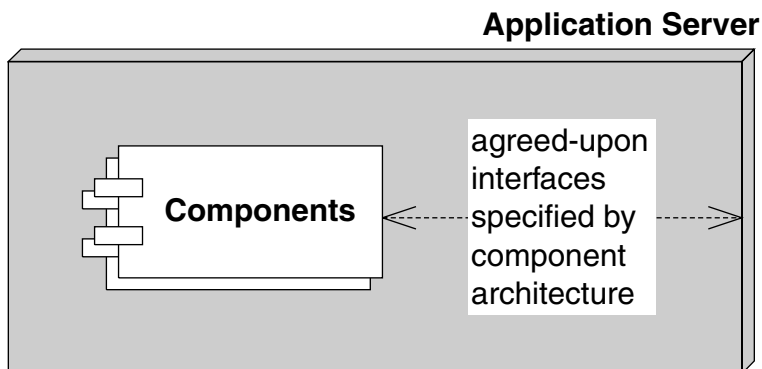 Application Server
Components
agreed-upon
interfaces
specified by
component
architecture